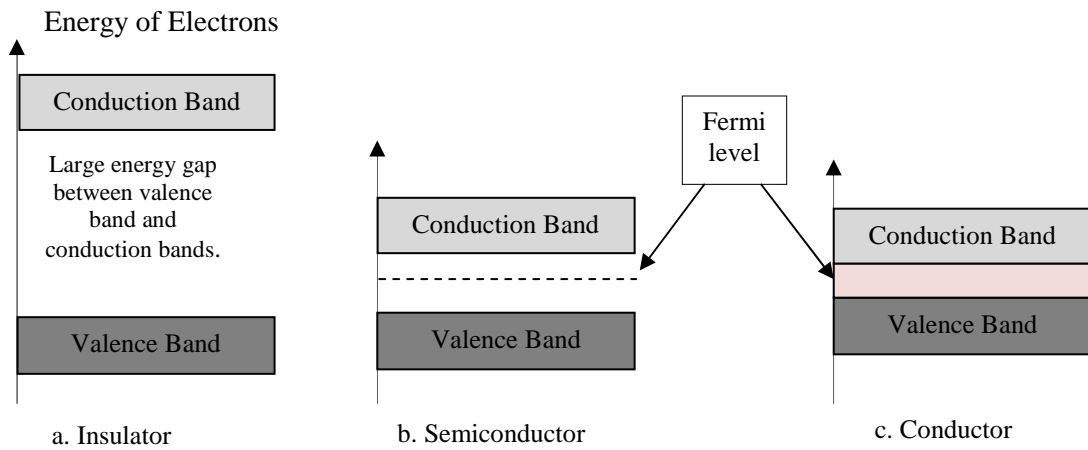 Energy of Electrons
Conduction Band
Large energy gap
between valence
band and
conduction bands.
Valence Band
a. Insulator
Fermi
level
Conduction Band
Valence Band
b. Semiconductor
Conduction Band
Valence Band
c. Conductor